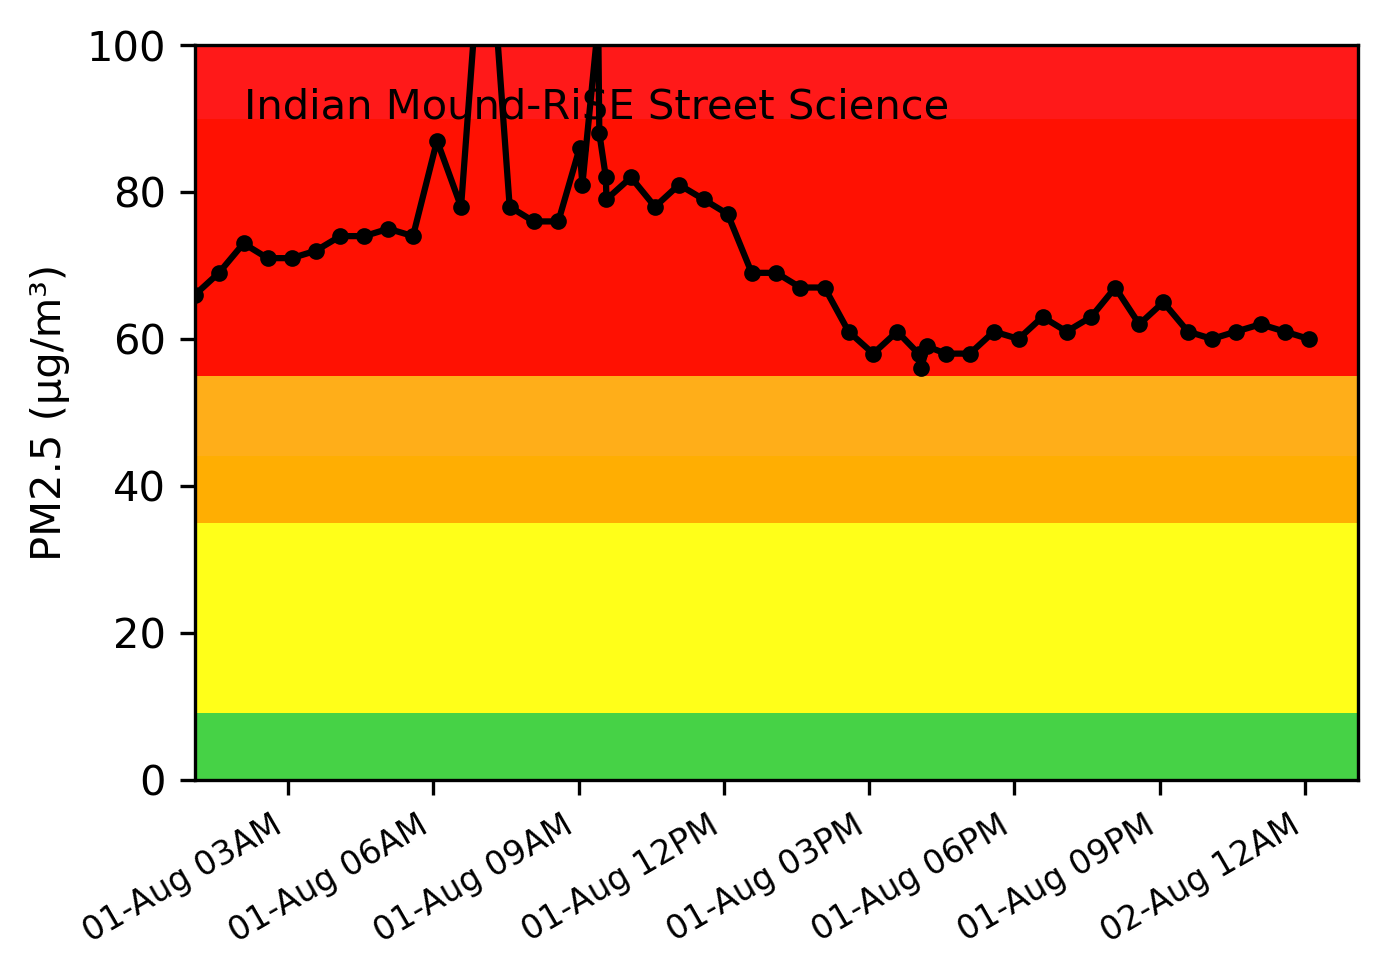 Indian Mound-RiSE Street Science
PM2.5 (µg/m³)
100
80
60
40
20
0
01-Aug 03AM
01-Aug 06AM
01-Aug 09AM
01-Aug 12PM
01-Aug 03PM
01-Aug 06PM
01-Aug 09PM
02-Aug 12AM